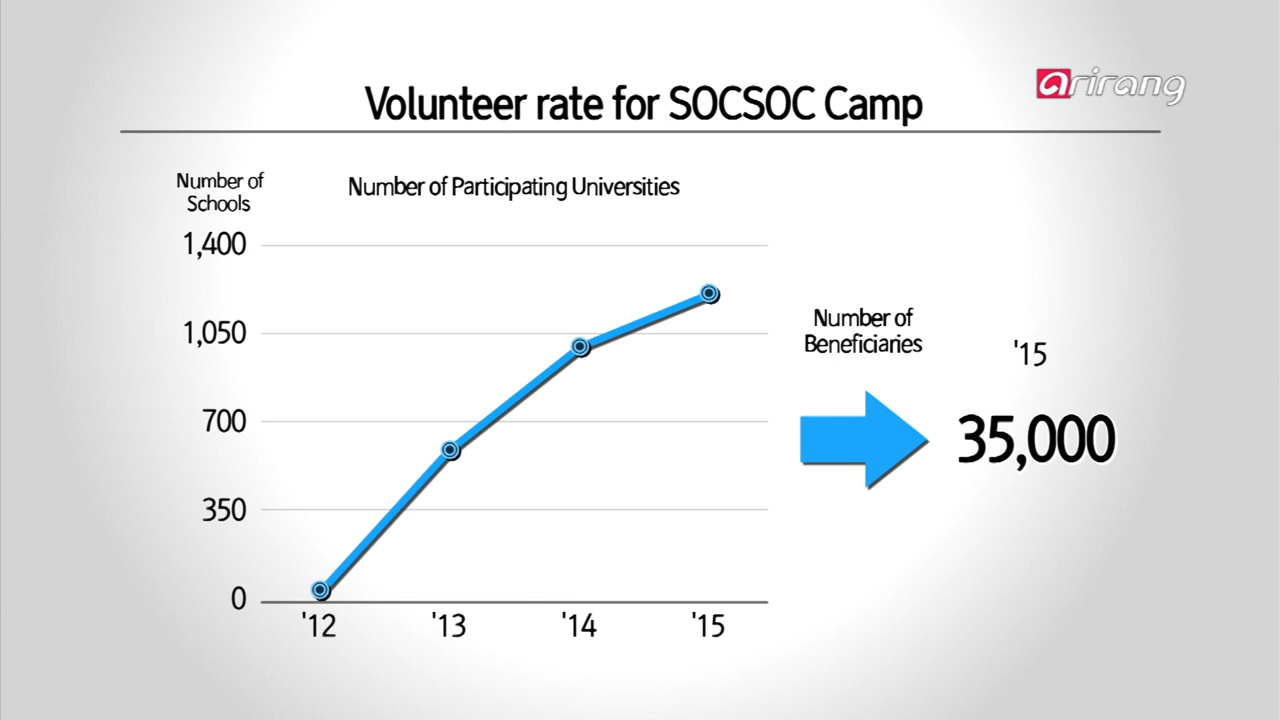 arirang
Volunteer rate for SOCSOC Camp
Number of
Schools
Number of Participating Universities
1,400
1,050
700
350
0
'12 '13 '14 '15
Number of
Beneficiaries
'15
35,000